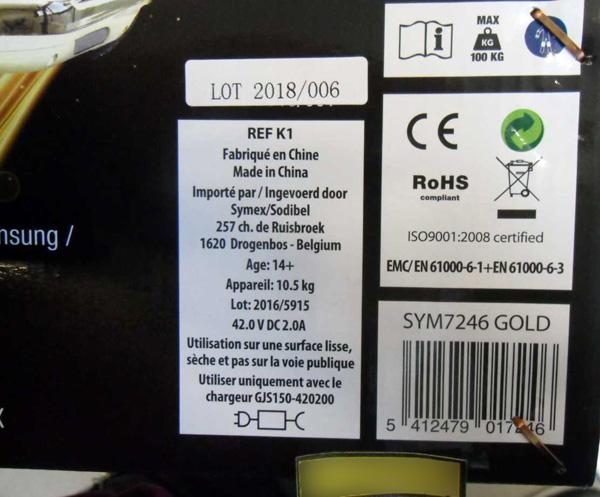 MAX
KG
100 KG
LOT 2018/006
REF K1
Fabriqué en Chine
Made in China
Importé par / Ingevoerd door
Symex/Sodibel
257 ch. de Ruisbroek
1620 Drogenbos - Belgium
Age: 14+
Appareil: 10.5 kg
Lot: 2016/5915
42.0 V DC 2.0A
Utilisation sur une surface lisse,
sèche et pas sur la voie publique
Utiliser uniquement avec le
chargeur GJS150-420200
CE
RoHS
compliant
ISO9001:2008 certified
EMC/ EN 61000-6-1+EN 61000-6-3
SYM7246 GOLD
5 412479 017246
nsung /